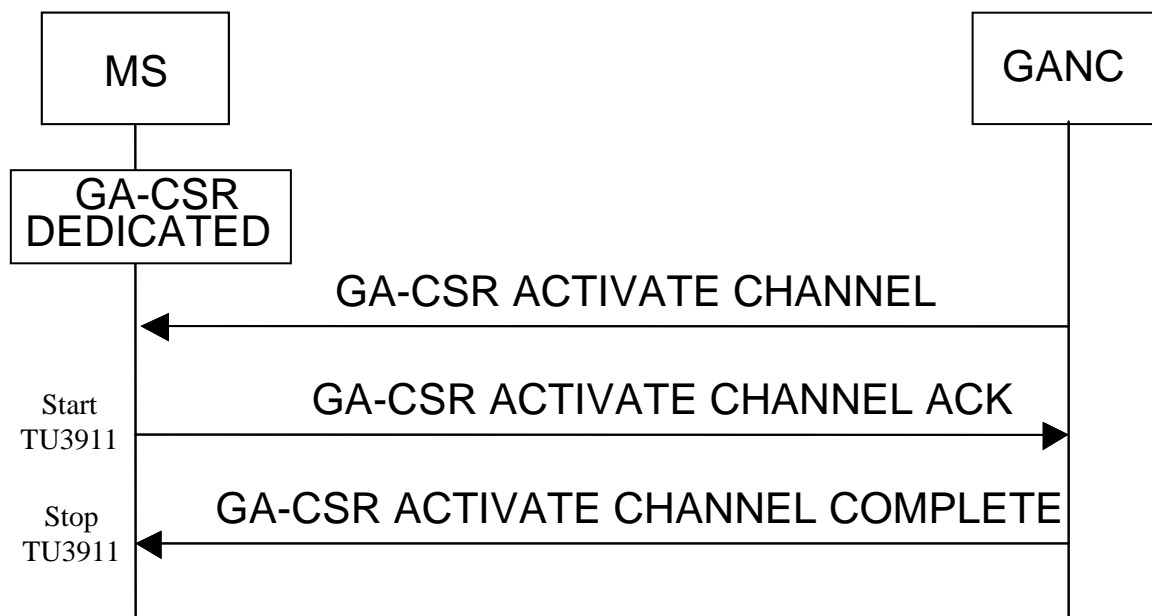 MS
GANC
GA-CSR
DEDICATED
GA-CSR ACTIVATE CHANNEL
Start
TU3911
GA-CSR ACTIVATE CHANNEL ACK
Stop
TU3911
GA-CSR ACTIVATE CHANNEL COMPLETE